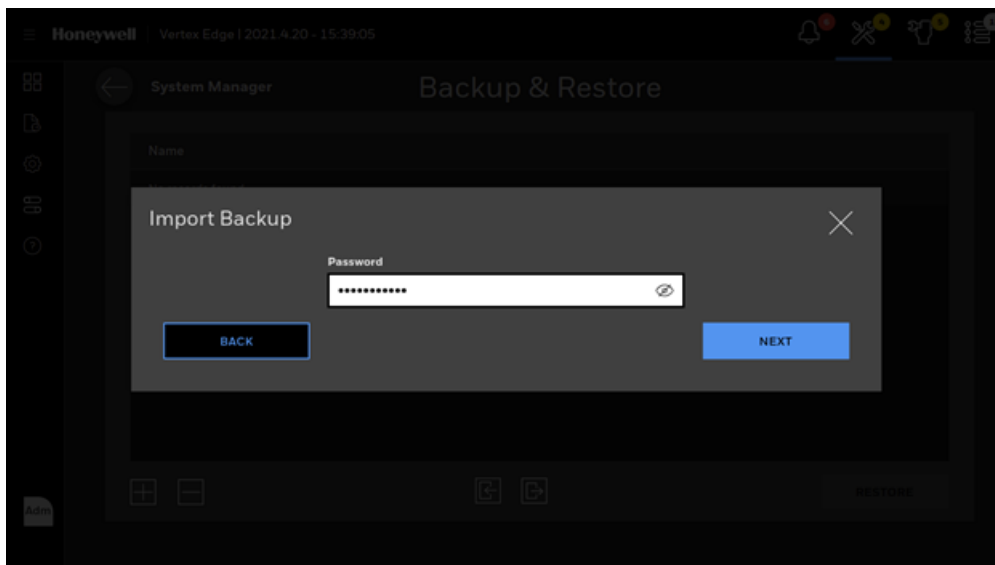 Honeywell | Vertex Edge | 2021.4.20 - 15:39:05
System Manager
Backup & Restore
Name
Import Backup
Password
•••••••••••
BACK
NEXT
RESTORE
Adm